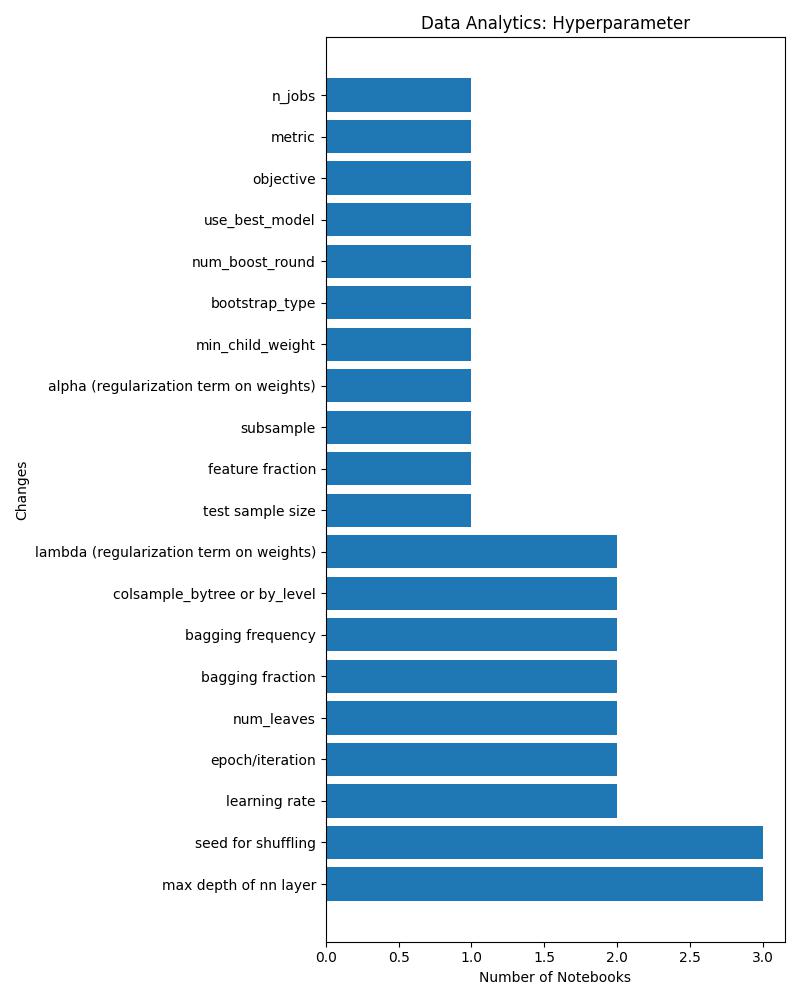 Data Analytics: Hyperparameter
n_jobs
metric
objective
use_best_model
num_boost_round
bootstrap_type
min_child_weight
alpha (regularization term on weights)
subsample
feature fraction
test sample size
lambda (regularization term on weights)
colsample_bytree or by_level
bagging frequency
bagging fraction
num_leaves
epoch/iteration
learning rate
seed for shuffling
max depth of nn layer
Changes
0.0 0.5 1.0 1.5 2.0 2.5 3.0
Number of Notebooks